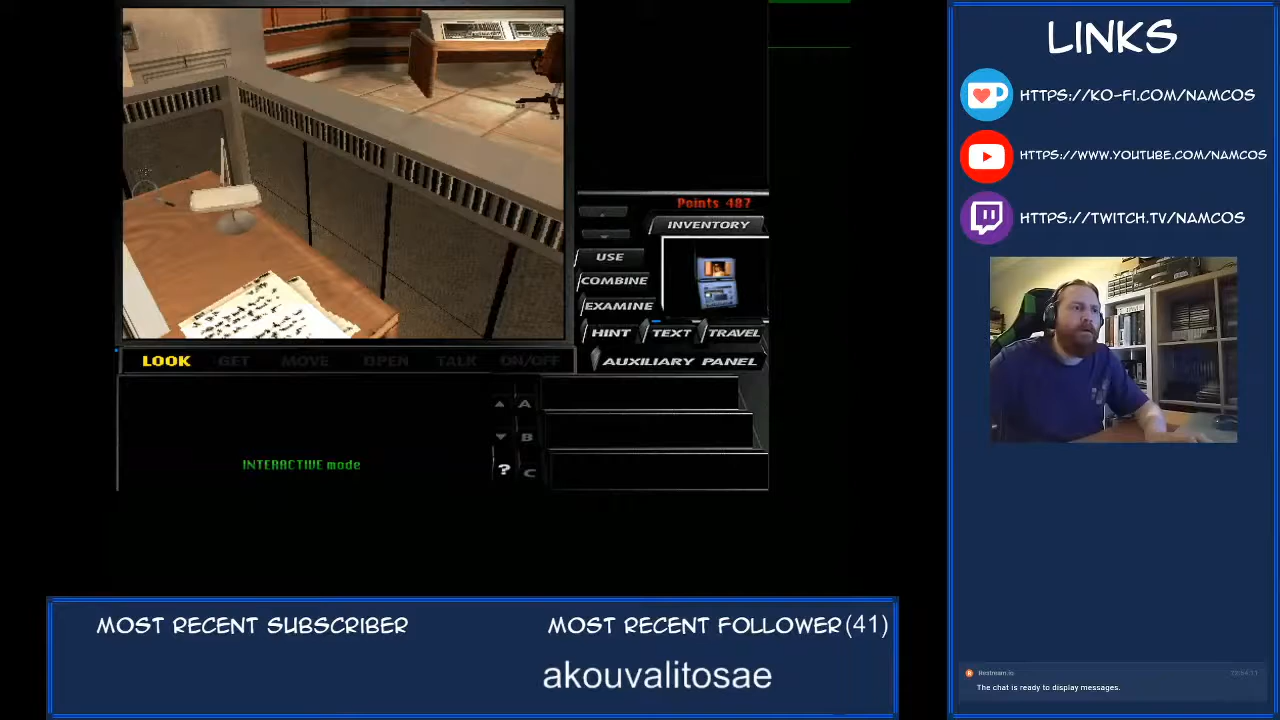 LINKS
HTTPS://KO-FI.COM/NAMCOS
HTTPS://WWW.YOUTUBE.COM/NAMCOS
HTTPS://TWITCH.TV/NAMCOS
Points 487
INVENTORY
USE
COMBINE
EXAMINE
HINT TEXT TRAVEL
LOOK GET MOVE OPEN TALK ON/OFF
AUXILIARY PANEL
A
B
? C
INTERACTIVE mode
MOST RECENT SUBSCRIBER
MOST RECENT FOLLOWER (41)
akouvalitosae
Restream.io
The chat is ready to display messages.